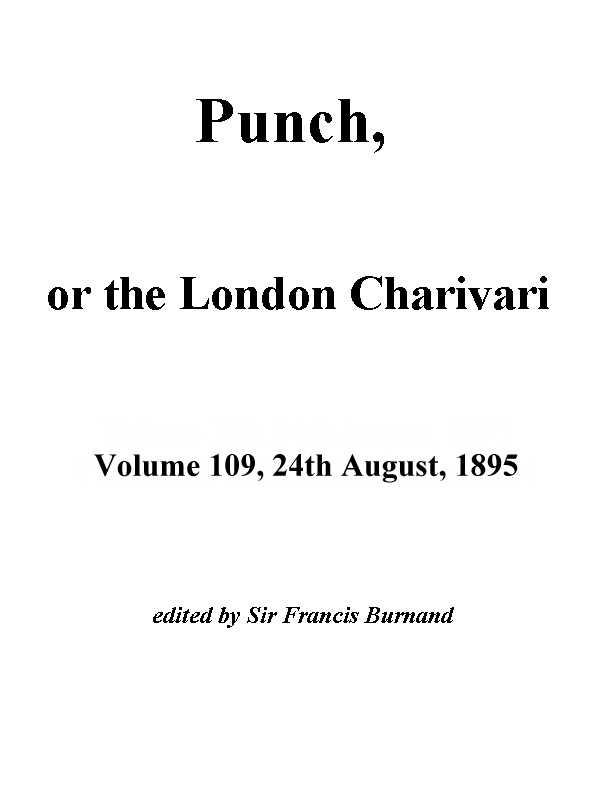 Punch,
or the London Charivari
Volume 109, 24th August, 1895
edited by Sir Francis Burnand